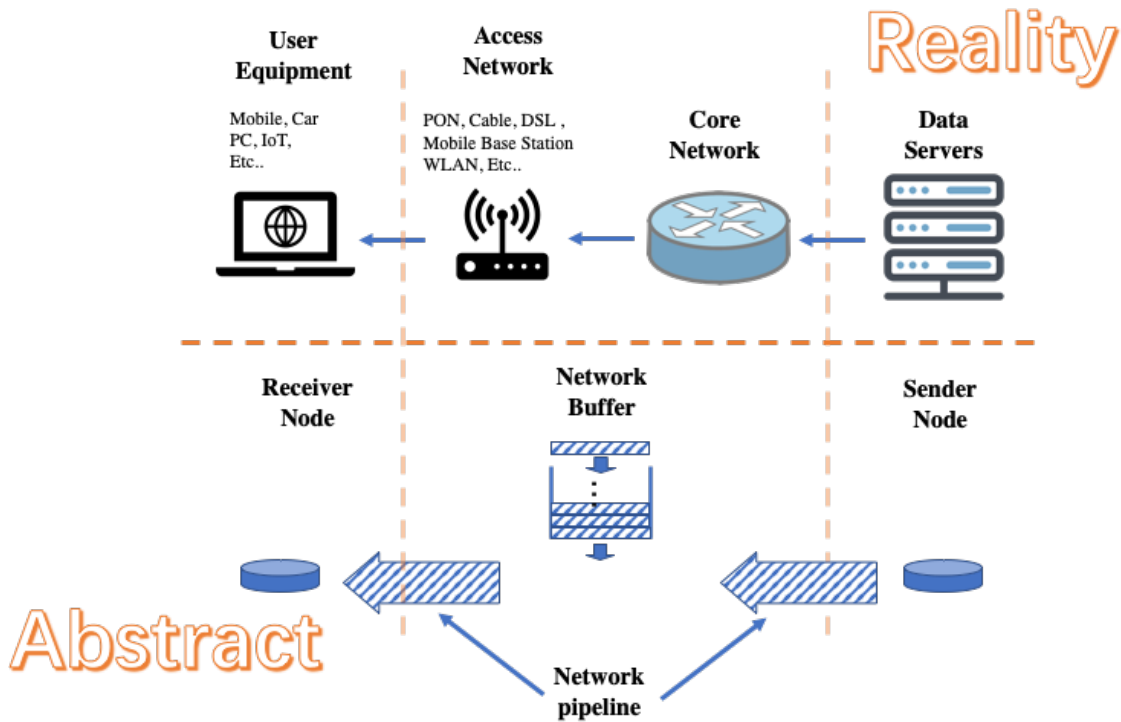 Reality
User
Equipment
Mobile, Car
PC, IoT,
Etc..
Access
Network
PON, Cable, DSL ,
Mobile Base Station
WLAN, Etc..
Core
Network
Data
Servers
Receiver
Node
Network
Buffer
Sender
Node
Abstract
Network
pipeline